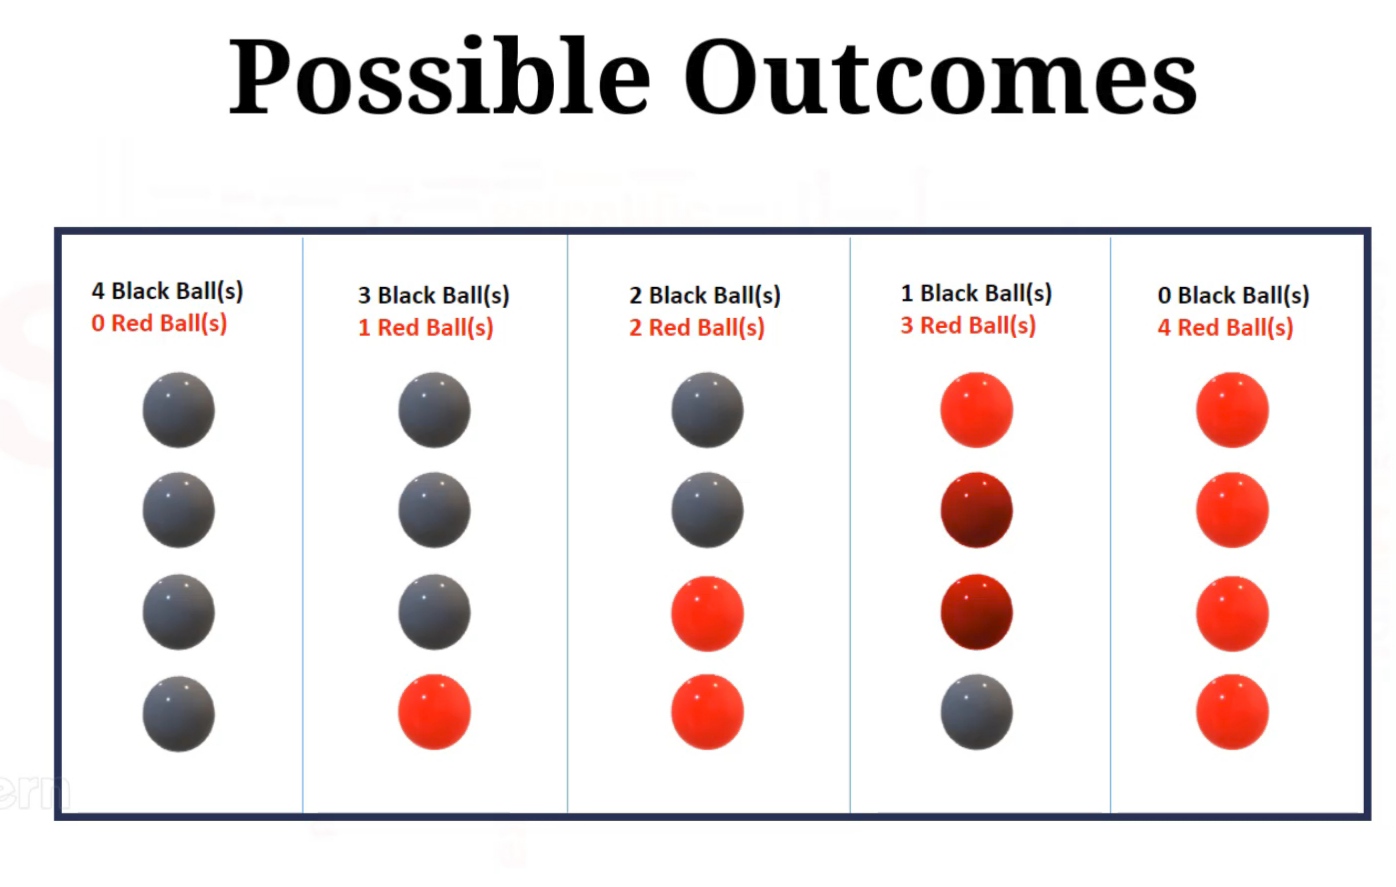 Possible Outcomes
4 Black Ball(s)
0 Red Ball(s)
3 Black Ball(s)
1 Red Ball(s)
2 Black Ball(s)
2 Red Ball(s)
1 Black Ball(s)
3 Red Ball(s)
0 Black Ball(s)
4 Red Ball(s)